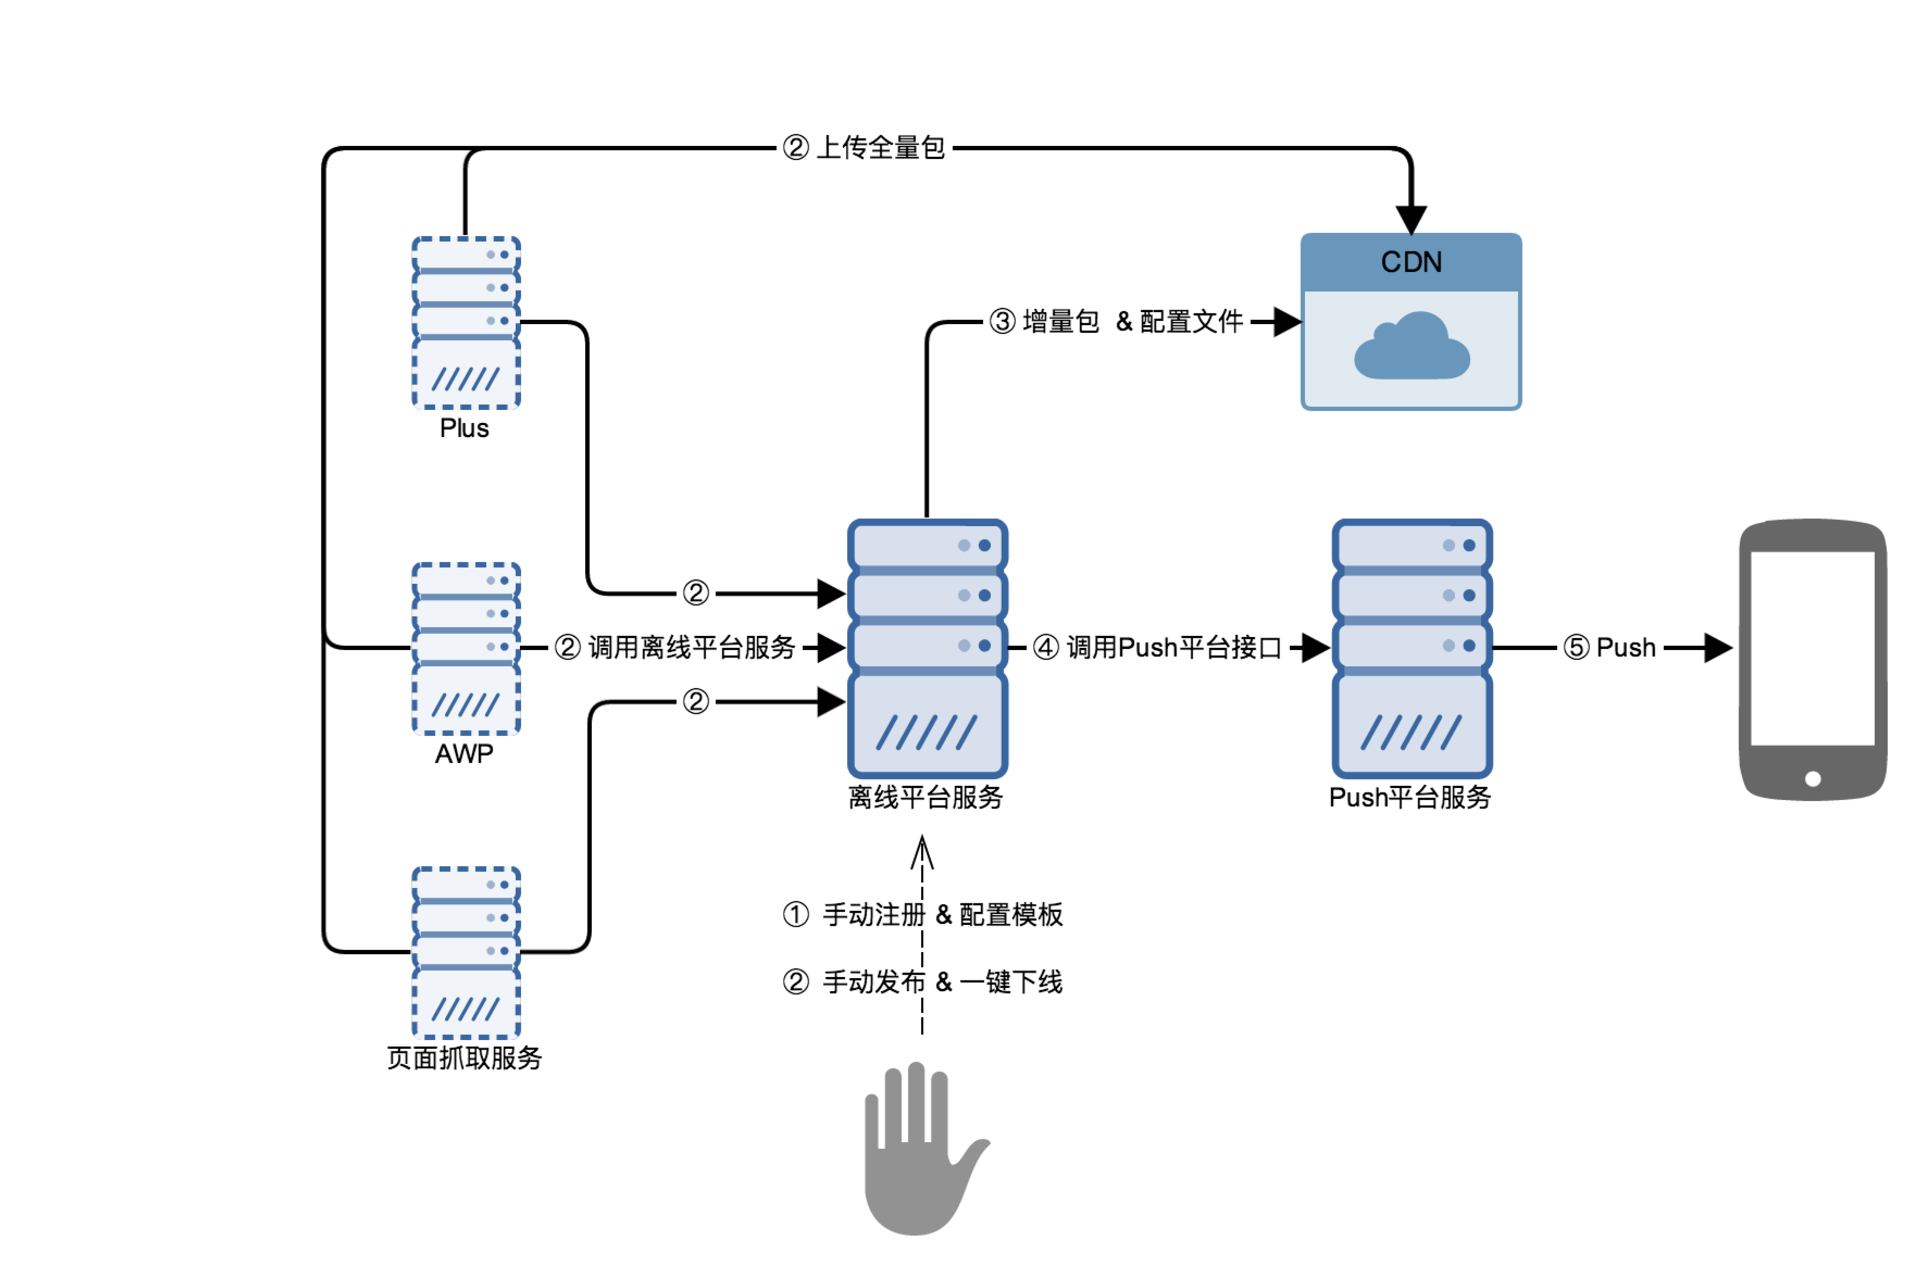 ② 上传全量包
CDN
③ 增量包 & 配置文件
Plus
②
② 调用离线平台服务
④ 调用Push平台接口
⑤ Push
②
AWP
离线平台服务
Push平台服务
① 手动注册 & 配置模板
② 手动发布 & 一键下线
页面抓取服务